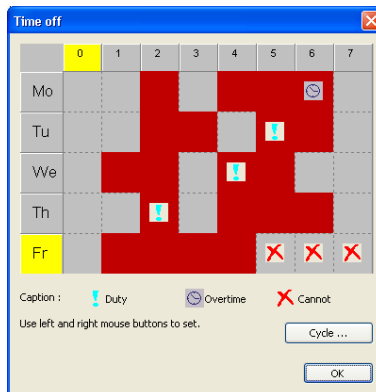 Time off
0 1 2 3 4 5 6 7
Mo
Tu
We
Th
Fr
Caption : Duty Overtime Cannot
Use left and right mouse buttons to set.
Cycle ...
OK